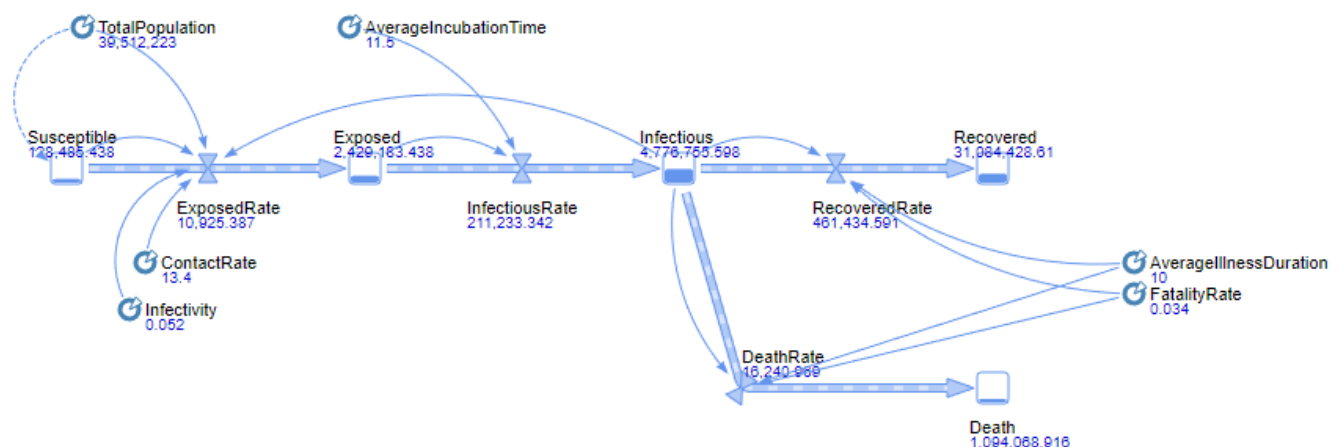 TotalPopulation
39,512,223
AverageIncubationTime
11.5
Susceptible
128,485.438
Exposed
2,429,183.438
Infectious
4,776,755.598
Recovered
31,084,428.61
ExposedRate
10,925.387
InfectiousRate
211,233.342
RecoveredRate
461,434.591
ContactRate
13.4
AverageIllnessDuration
10
Infectivity
0.052
FatalityRate
0.034
DeathRate
16,240.969
Death
1,094,068.916